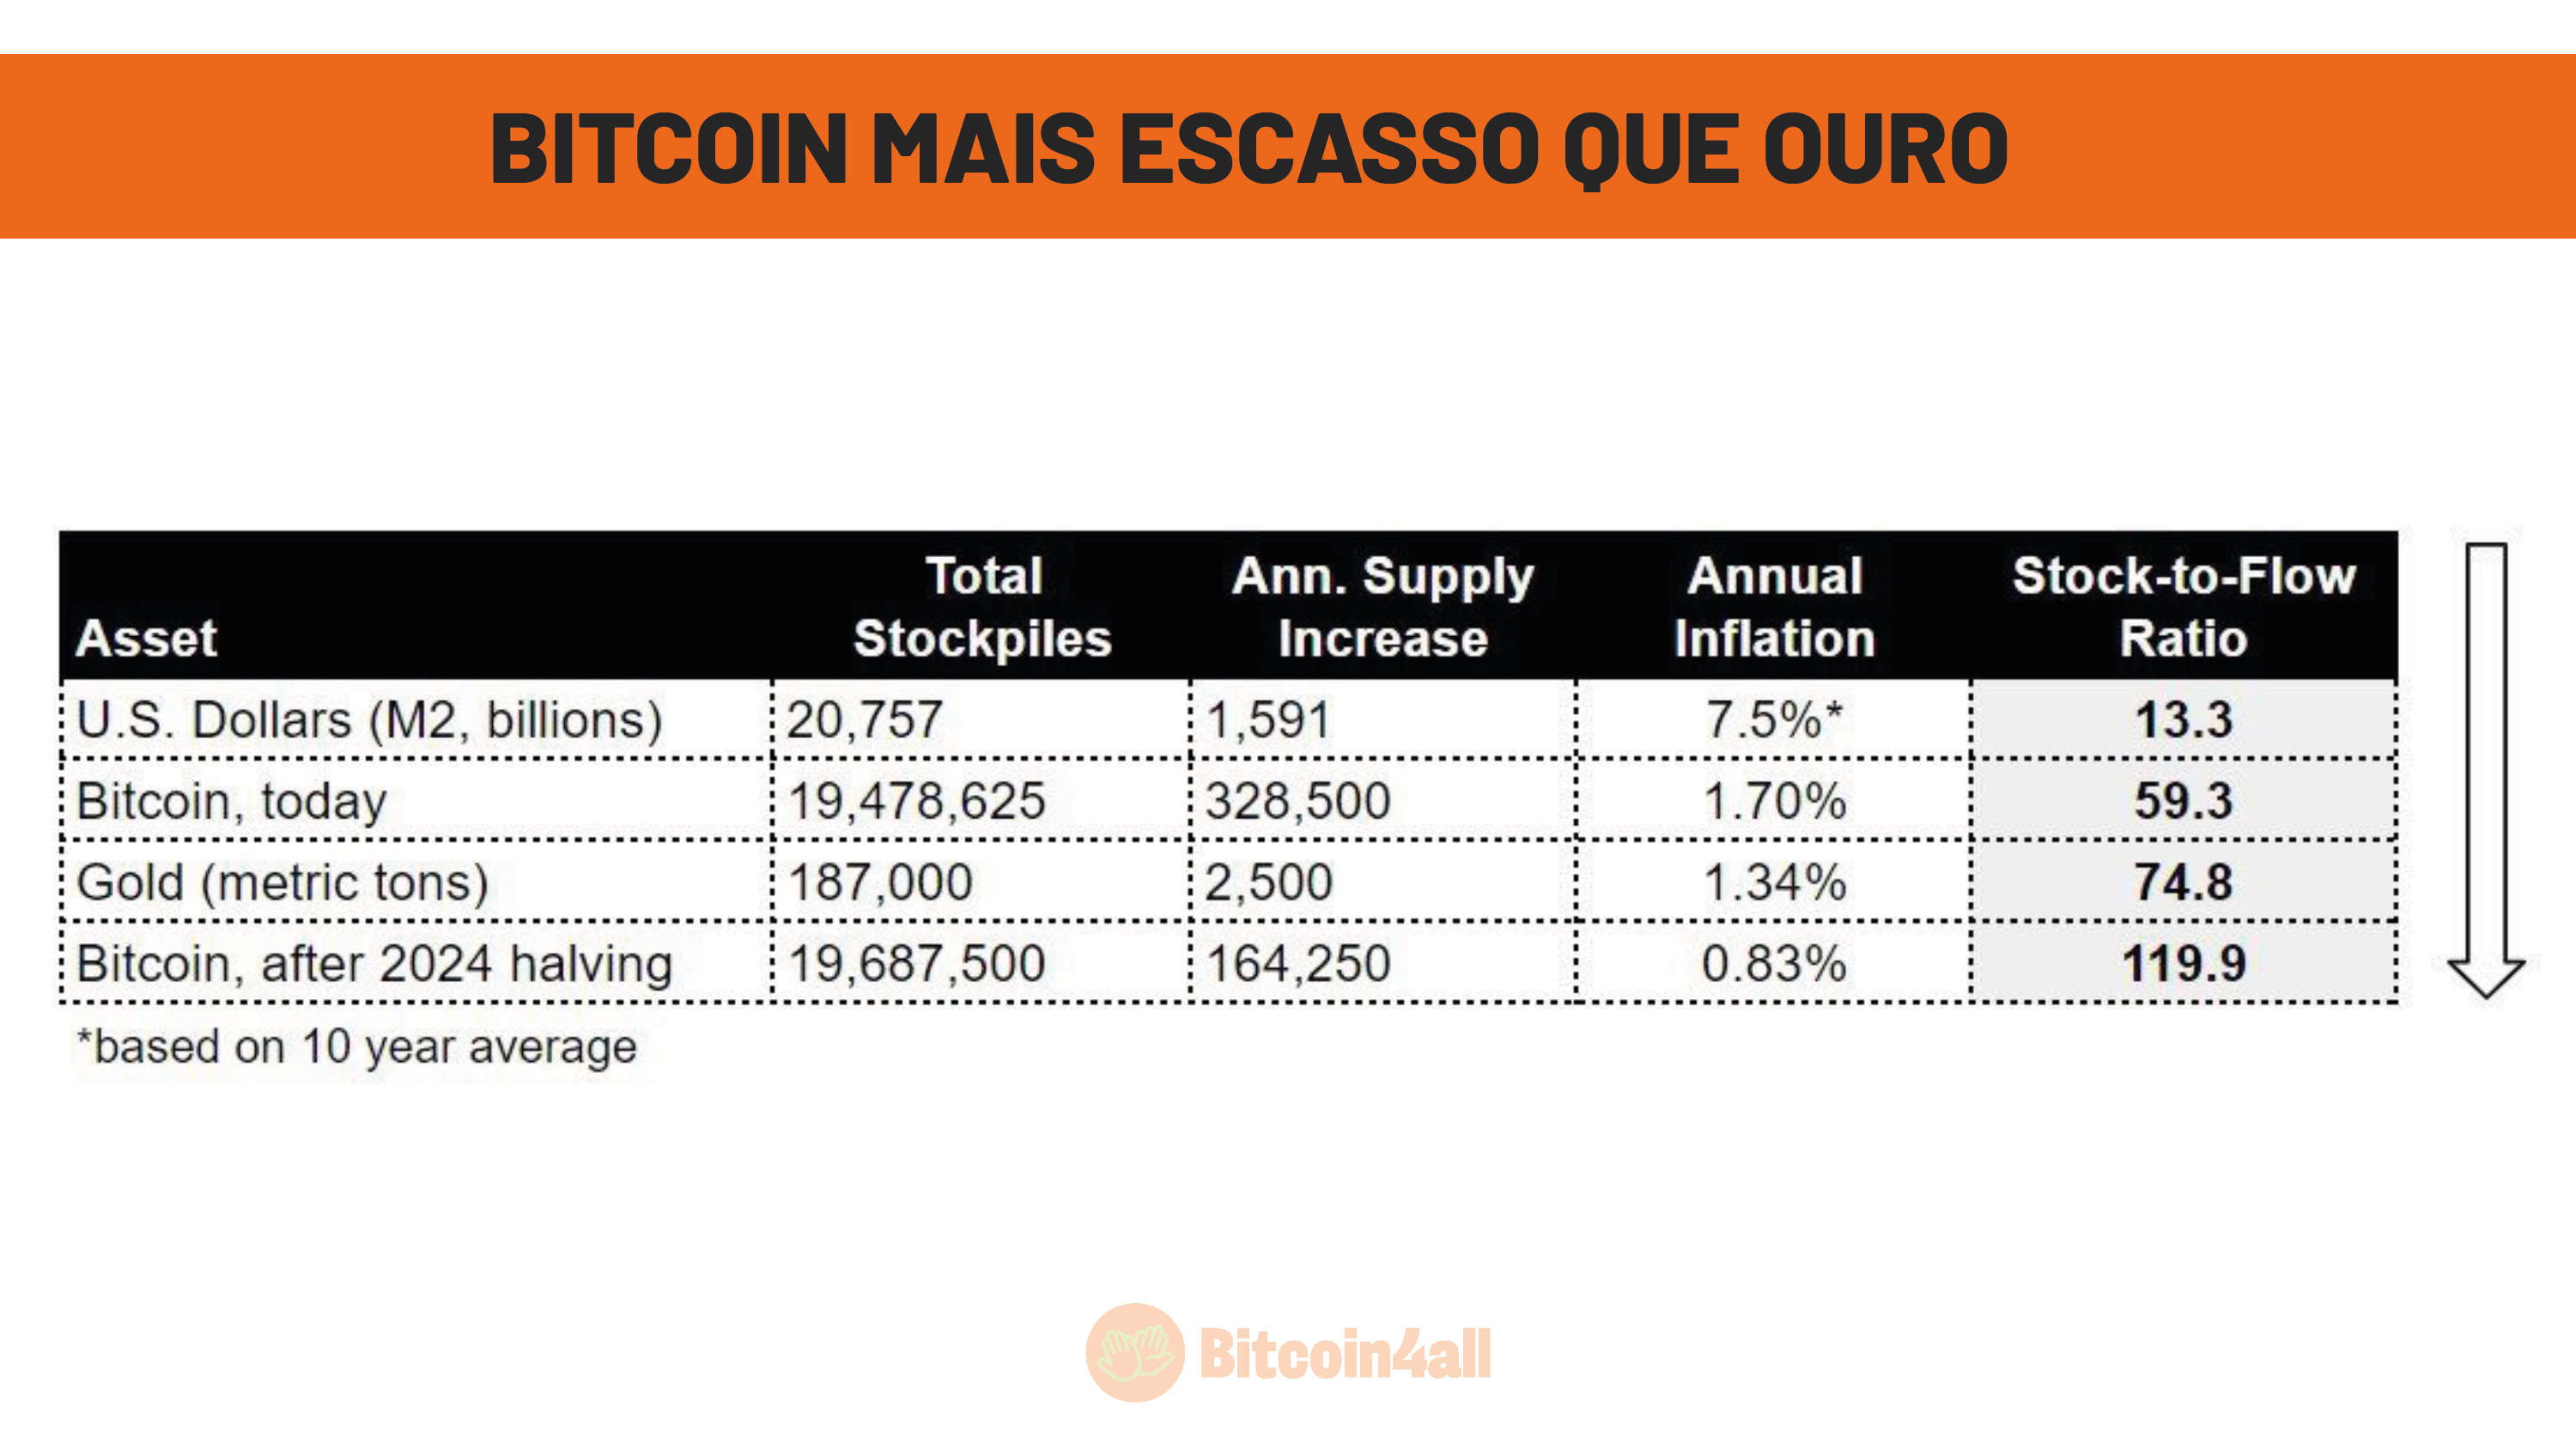 BITCOIN MAIS ESCASSO QUE OURO
Asset Total Stockpiles Ann. Supply Increase Annual Inflation Stock-to-Flow Ratio
U.S. Dollars (M2, billions) 20,757 1,591 7.5%* 13.3
Bitcoin, today 19,478,625 328,500 1.70% 59.3
Gold (metric tons) 187,000 2,500 1.34% 74.8
Bitcoin, after 2024 halving 19,687,500 164,250 0.83% 119.9
*based on 10 year average
Bitcoin4all